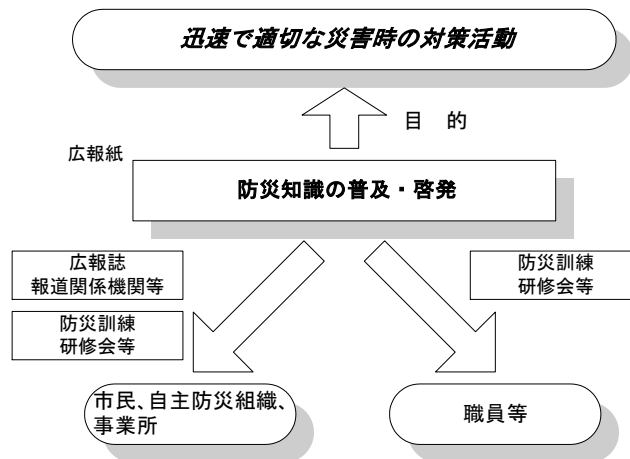 迅速で適切な災害時の対策活動
目 的
広報紙
防災知識の普及・啓発
広報誌
報道関係機関等
防災訓練
研修会等
防災訓練
研修会等
市民、自主防災組織、
事業所
職員等